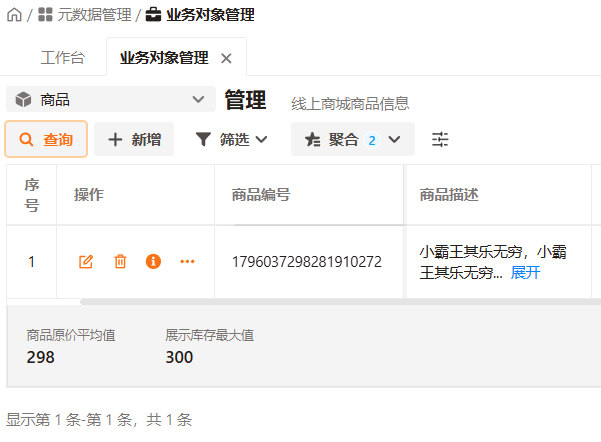 / 元数据管理 / 业务对象管理
工作台 业务对象管理
商品 管理 线上商城商品信息
查询 新增 筛选 聚合 2
序号 操作 商品编号 商品描述
1 1796037298281910272 小霸王其乐无穷，小霸
王其乐无穷... 展开
商品原价平均值 展示库存最大值
298 300
显示第 1 条-第 1 条，共 1 条